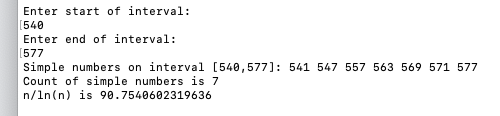 Enter start of interval:
540
Enter end of interval:
577
Simple numbers on interval [540,577]: 541 547 557 563 569 571 577
Count of simple numbers is 7
n/ln(n) is 90.7540602319636